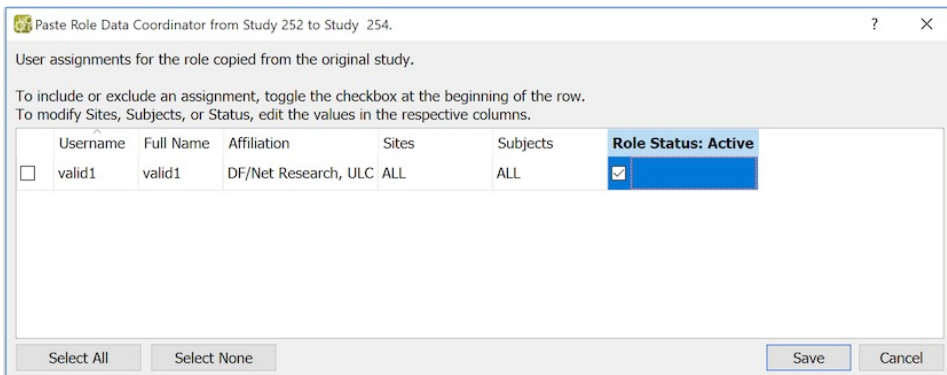 Paste Role Data Coordinator from Study 252 to Study  254.
User assignments for the role copied from the original study.
To include or exclude an assignment, toggle the checkbox at the beginning of the row.
To modify Sites, Subjects, or Status, edit the values in the respective columns.
Username Full Name Affiliation Sites Subjects Role Status: Active
valid1 valid1 DF/Net Research, ULC ALL ALL
Select All Select None Save Cancel